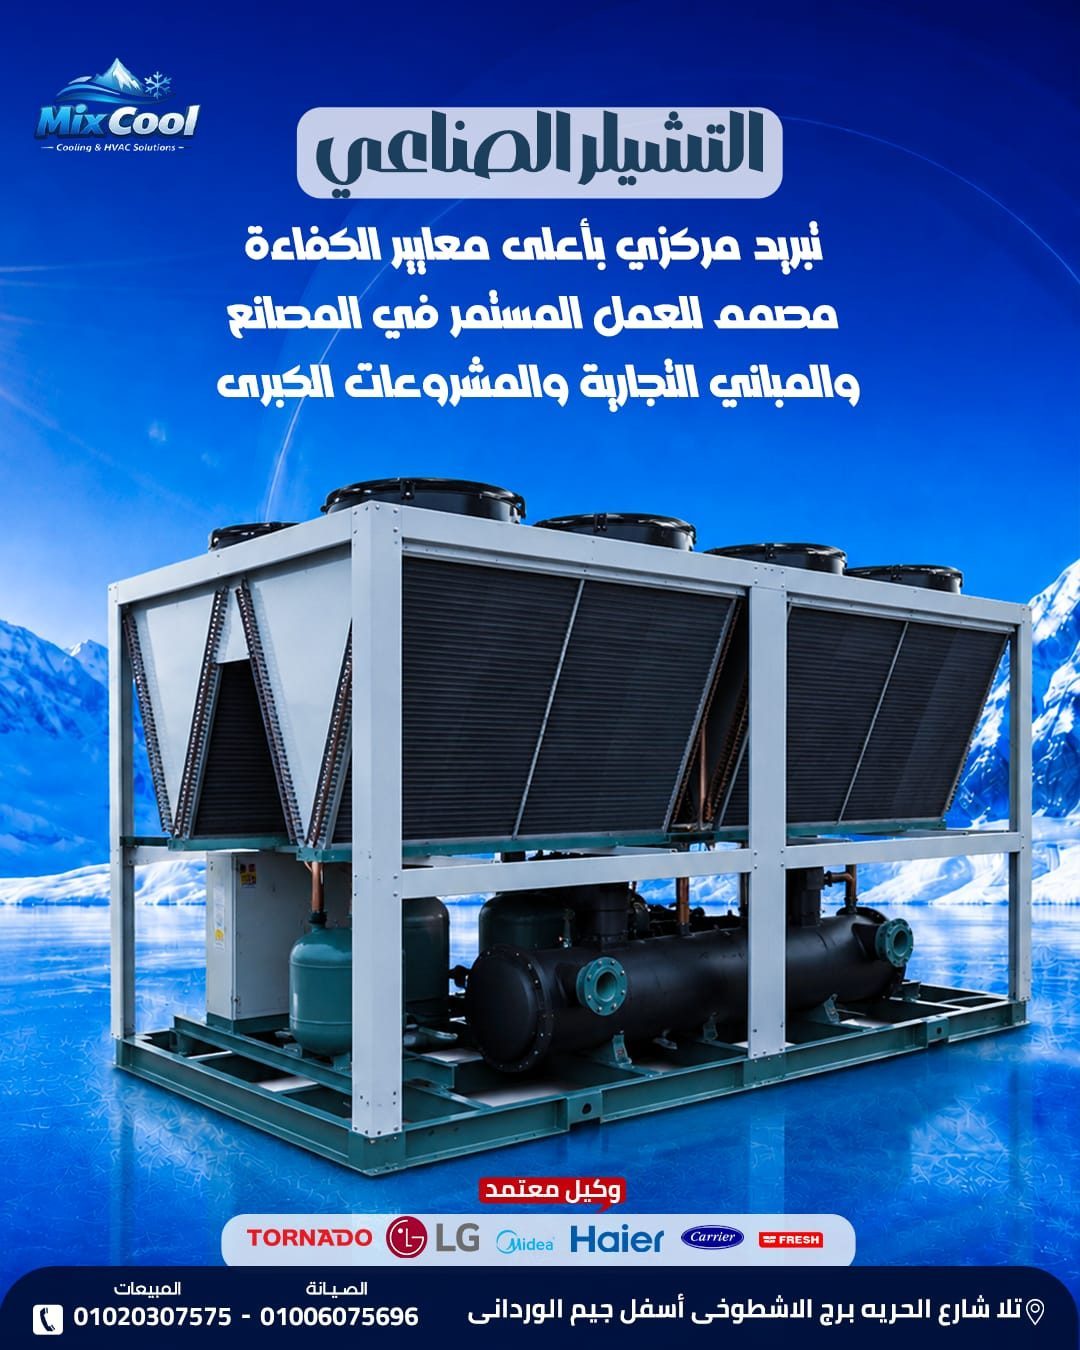 MixCool
Cooling & HVAC Solutions
التشيلر الصناعي
تبريد مركزي بأعلى معايير الكفاءة
مصمم للعمل المستمر في المصانع
والمباني التجارية والمشروعات الكبرى
وكيل معتمد
TORNADO LG Midea Haier Carrier FRESH
تلا شارع الحريه برج الاشطوخى أسفل جيم الوردانى
الصيانة المبيعات
01020307575 - 01006075696